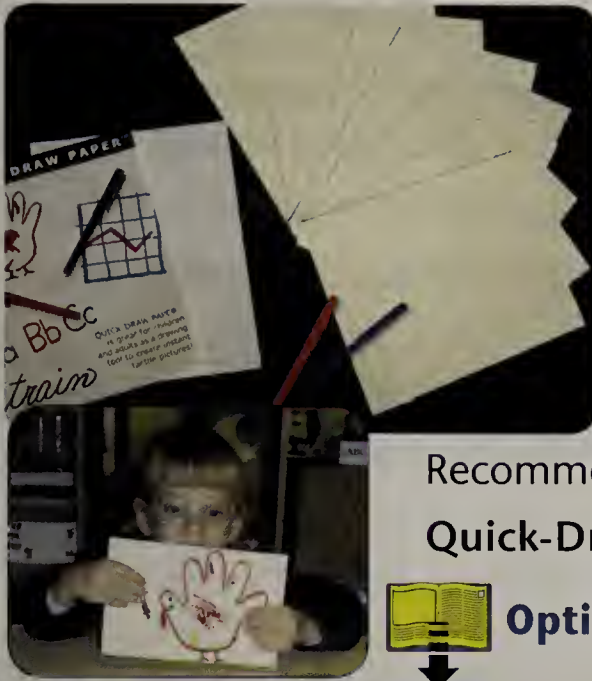 DRAW PAPER
a Bb Cc
train
QUICK DRAW PAPER
is great for children
and adults as a drawing
tool to create instant
tactile pictures!
Recomme
Quick-Dr
Opti